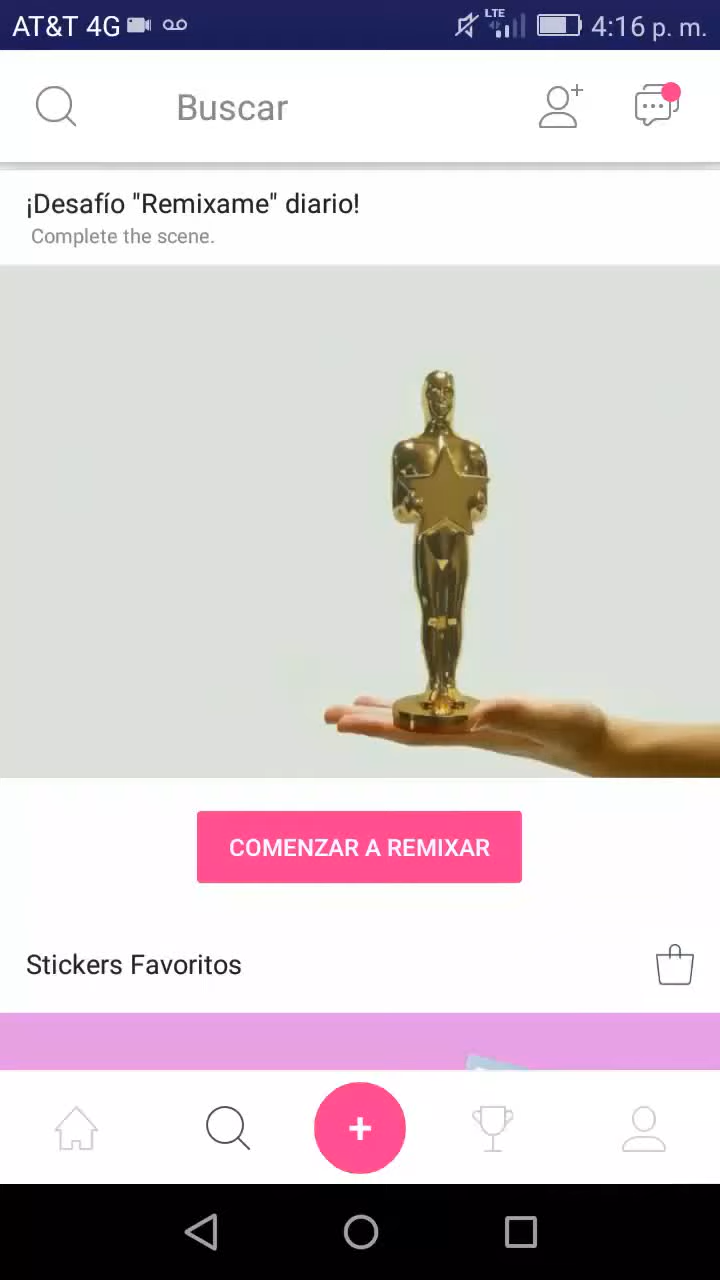 AT&T 4G LTE 4:16 p. m.
Buscar
¡Desafío "Remixame" diario!
Complete the scene.
COMENZAR A REMIXAR
Stickers Favoritos